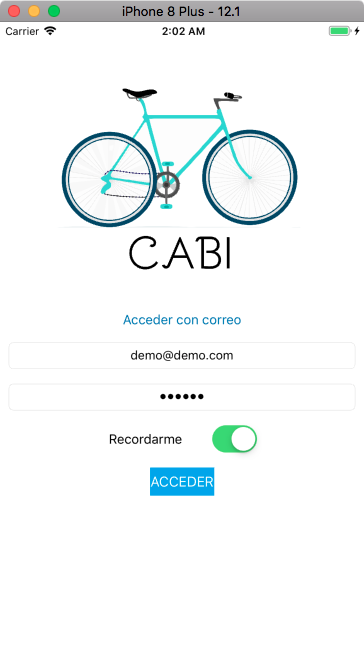 iPhone 8 Plus - 12.1
Carrier 2:02 AM
CABI
Acceder con correo
demo@demo.com
••••••
Recordarme
ACCEDER